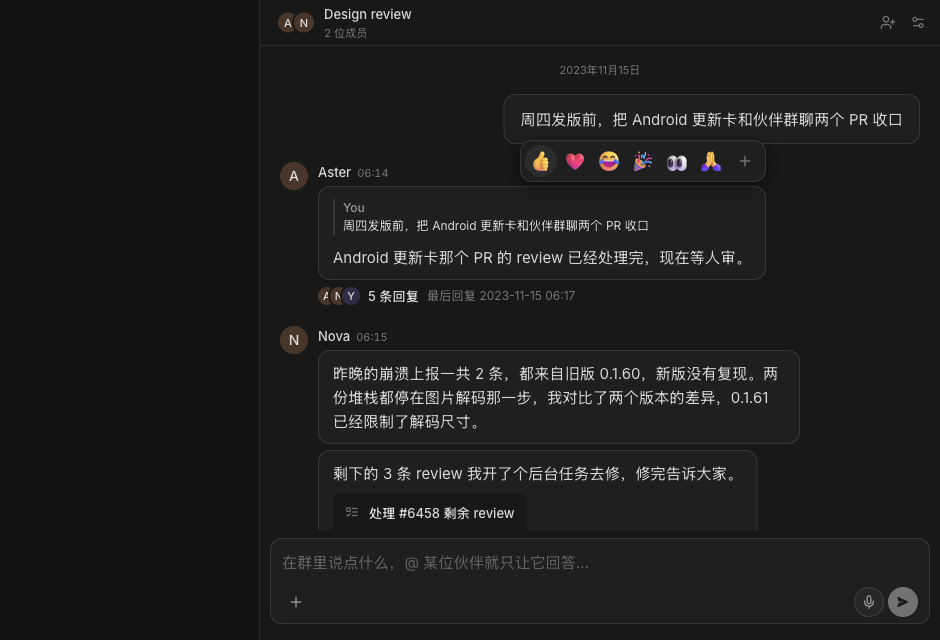 A N
Design review
2 位成员
2023年11月15日
周四发版前，把 Android 更新卡和伙伴群聊两个 PR 收口
A
Aster 06:14
You
周四发版前，把 Android 更新卡和伙伴群聊两个 PR 收口
Android 更新卡那个 PR 的 review 已经处理完，现在等人审。
A N Y 5 条回复 最后回复 2023-11-15 06:17
N
Nova 06:15
昨晚的崩溃上报一共 2 条，都来自旧版 0.1.60，新版没有复现。两
份堆栈都停在图片解码那一步，我对比了两个版本的差异，0.1.61
已经限制了解码尺寸。
剩下的 3 条 review 我开了个后台任务去修，修完告诉大家。
处理 #6458 剩余 review
在群里说点什么，@ 某位伙伴就只让它回答...